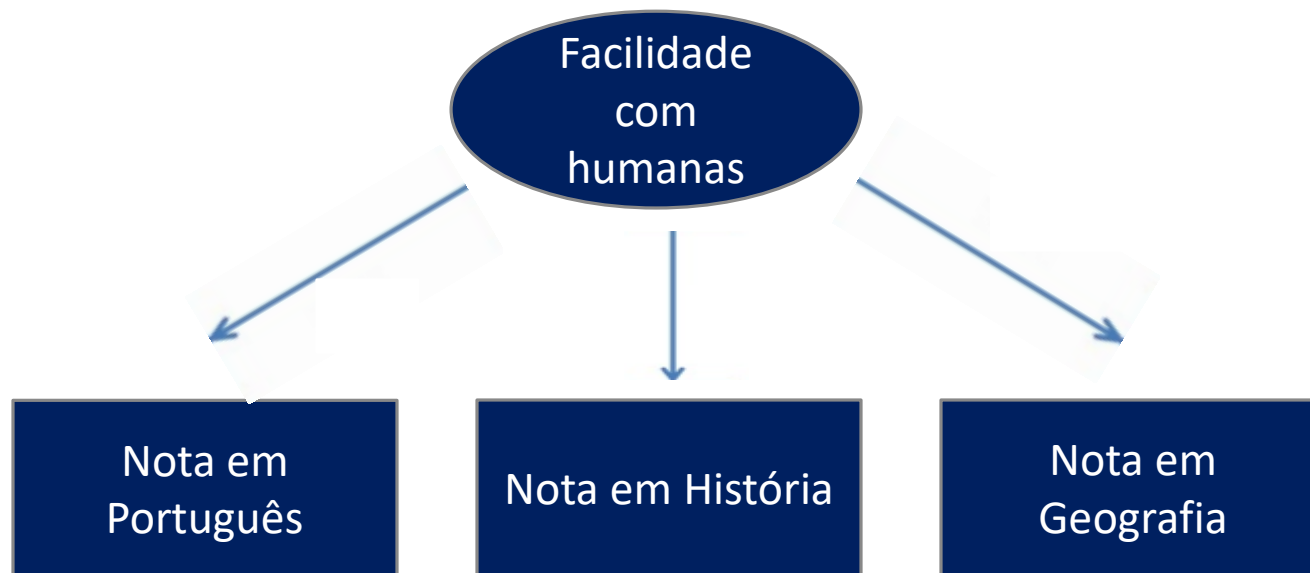 Facilidade
com
humanas
Nota em
Português
Nota em História
Nota em
Geografia